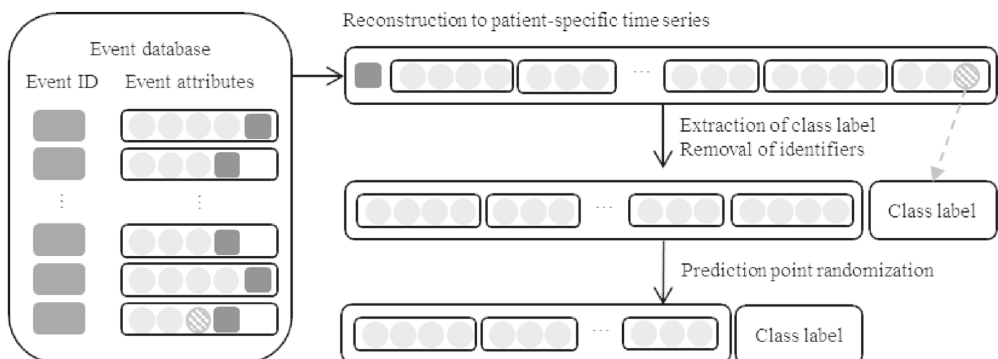 Reconstruction to patient-specific time series
Event database
Event ID Event attributes
Extraction of class label
Removal of identifiers
Class label
Prediction point randomization
Class label